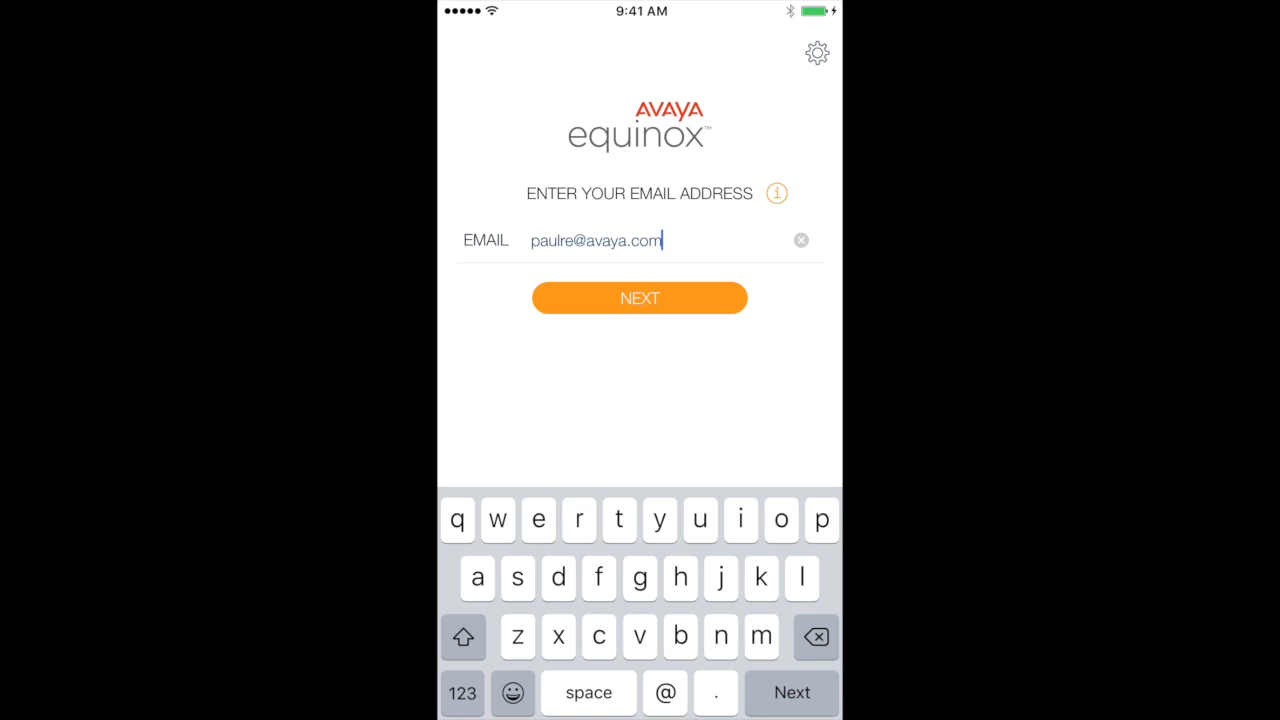 9:41 AM
AVAYA
equinox™
ENTER YOUR EMAIL ADDRESS i
EMAIL paulre@avaya.com
NEXT
q w e r t y u i o p
a s d f g h j k l
z x c v b n m
123 space @ . Next